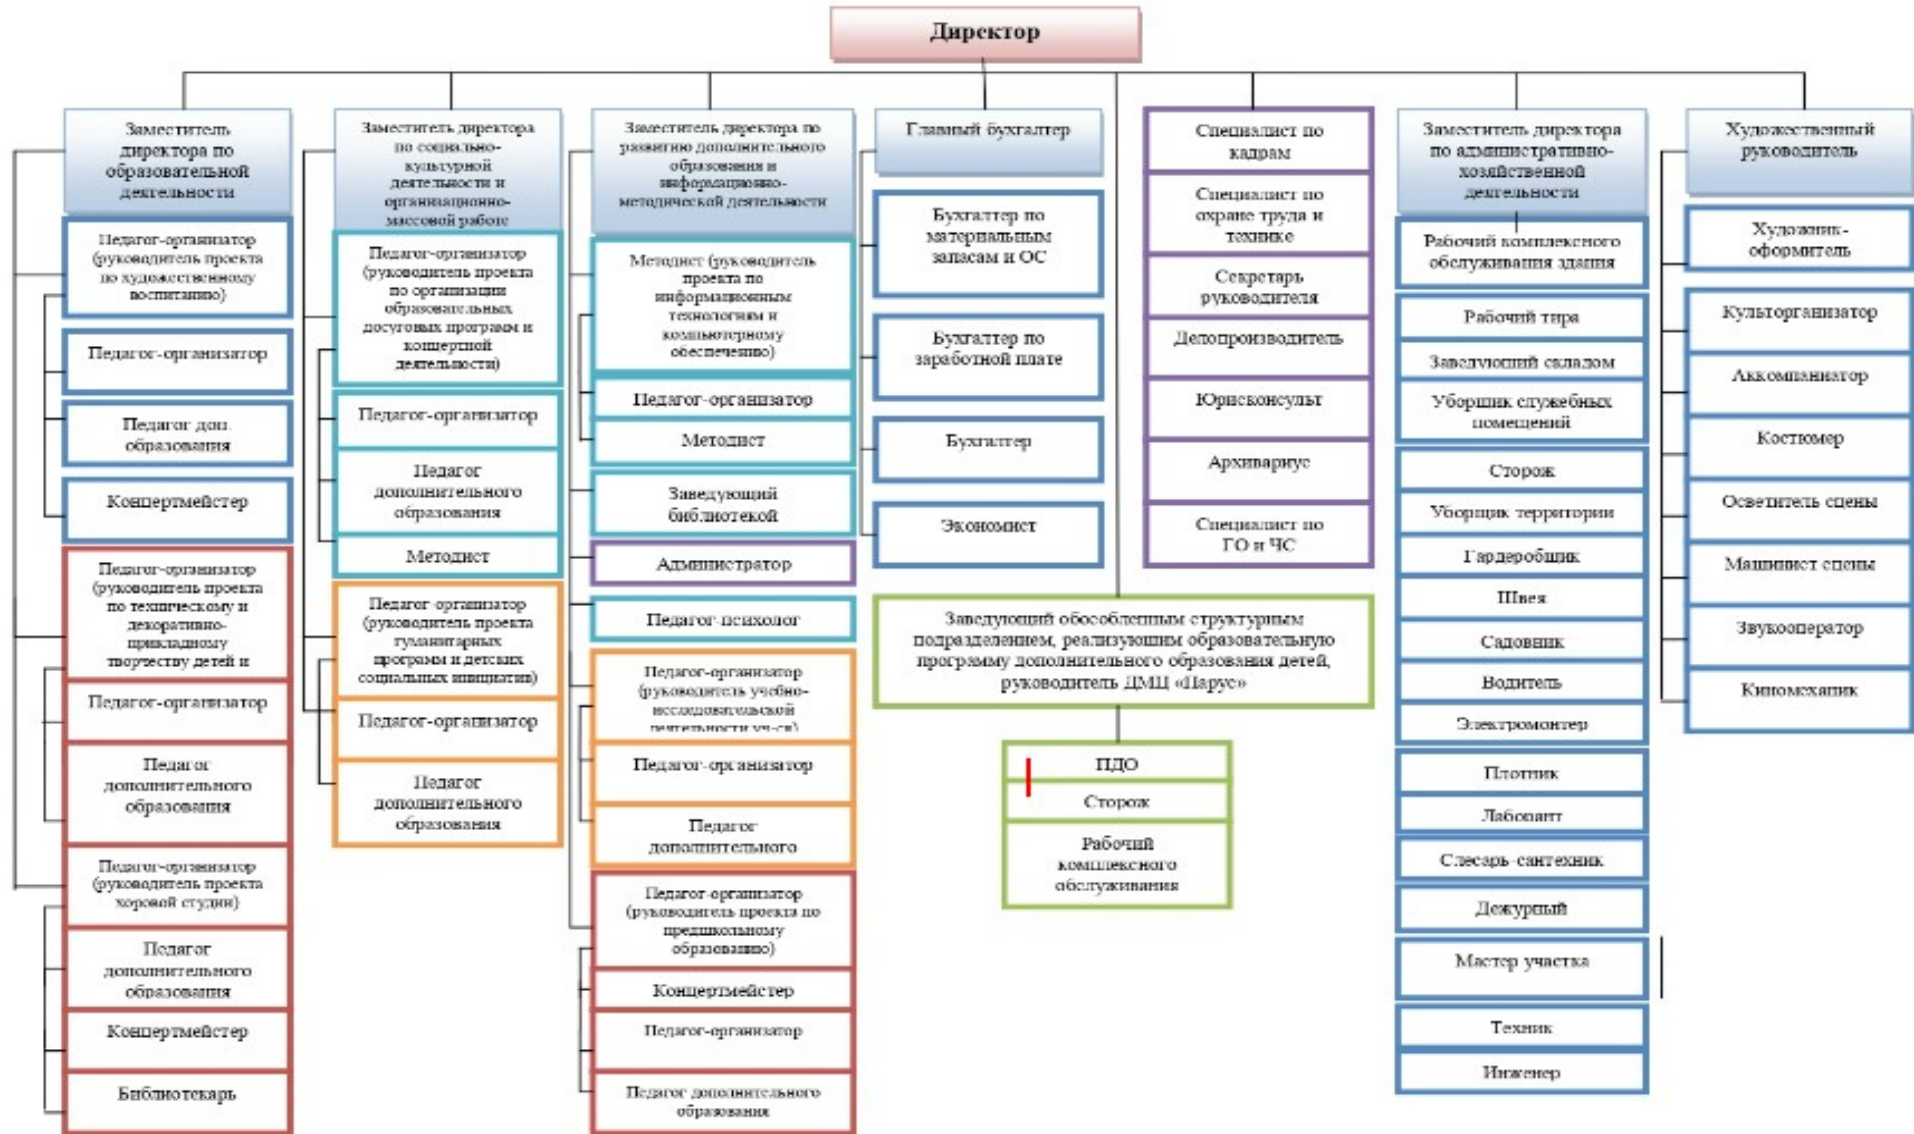 Директор
Заместитель
директора по
образовательной
деятельности
Педагог-организатор
(руководитель проекта
по художественному
воспитанию)
Педагог-организатор
Педагог доп.
образования
Концертмейстер
Педагог-организатор
(руководитель проекта
по техническому и
декоративно-
прикладному
творчеству детей и
Педагог-организатор
Педагог
дополнительного
образования
Педагог-организатор
(руководитель проекта
хоровой студии)
Педагог
дополнительного
образования
Концертмейстер
Библиотекарь
Заместитель директора
по социально-
культурной
деятельности и
организационно-
массовой работе
Педагог-организатор
(руководитель проекта
по организации
образовательных
досуговых программ и
концертной
деятельности)
Педагог-организатор
Педагог
дополнительного
образования
Методист
Педагог-организатор
(руководитель проекта
гуманитарных
программ и детских
социальных инициатив)
Педагог-организатор
Педагог
дополнительного
образования
Заместитель директора по
развитию дополнительного
образования и
информационно-
методической деятельности
Методист (руководитель
проекта по
информационным
технологиям и
компьютерному
обеспечению)
Педагог-организатор
Методист
Заведующий
библиотекой
Администратор
Педагог-психолог
Педагог-организатор
(руководитель учебно-
исследовательской
деятельности уч-ся)
Педагог-организатор
Педагог
дополнительного
Педагог-организатор
(руководитель проекта по
предшкольному
образованию)
Концертмейстер
Педагог-организатор
Педагог дополнительного
образования
Главный бухгалтер
Бухгалтер по
материальным
запасам и ОС
Бухгалтер по
заработной плате
Бухгалтер
Экономист
Специалист по
кадрам
Специалист по
охране труда и
технике
Секретарь
руководителя
Делопроизводитель
Юрисконсульт
Архивариус
Специалист по
ГО и ЧС
Заведующий обособленным структурным
подразделением, реализующим образовательную
программу дополнительного образования детей,
руководитель ДМЦ «Парус»
ПДО
Сторож
Рабочий
комплексного
обслуживания
Заместитель директора
по административно-
хозяйственной
деятельности
Рабочий комплексного
обслуживания здания
Рабочий тира
Заведующий складом
Уборщик служебных
помещений
Сторож
Уборщик территории
Гардеробщик
Швея
Садовник
Водитель
Электромонтер
Плотник
Лаборант
Слесарь-сантехник
Дежурный
Мастер участка
Техник
Инженер
Художественный
руководитель
Художник-
оформитель
Культорганизатор
Аккомпаниатор
Костюмер
Осветитель сцены
Машинист сцены
Звукооператор
Киномеханик